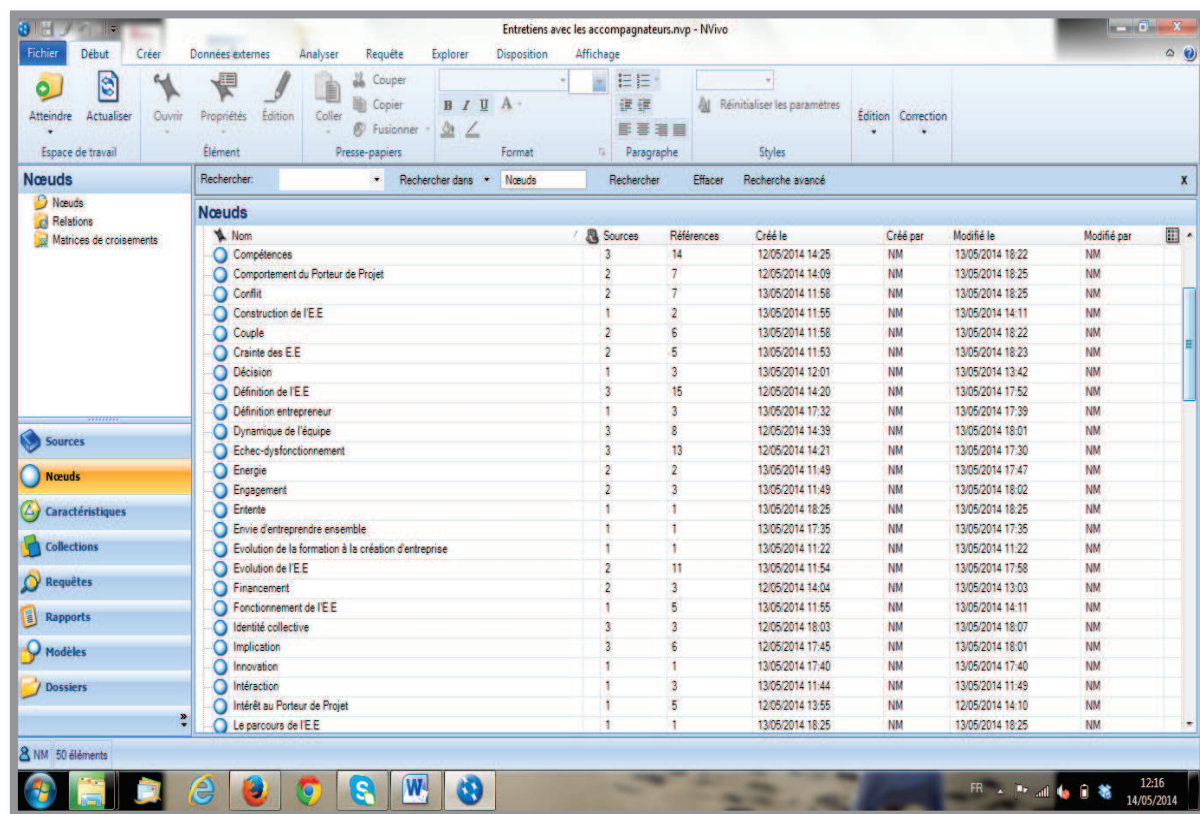 Entretiens avec les accompagnateurs.nvp - NVivo
Fichier Début Créer Données externes Analyser Requête Explorer Disposition Affichage
Atteindre Actualiser Ouvrir Propriétés Édition Coller Couper Copier Fusionner B I U A Réinitialiser les paramètres Édition Correction
Espace de travail Élément Presse-papiers Format Paragraphe Styles
Nœuds
Nœuds
Relations
Matrices de croisements
Sources
Nœuds
Caractéristiques
Collections
Requêtes
Rapports
Modèles
Dossiers
Rechercher: Rechercher dans Nœuds Rechercher Effacer Recherche avancé X
Nœuds
Nom Sources Références Créé le Créé par Modifié le Modifié par
Compétences 3 14 12/05/2014 14:25 NM 13/05/2014 18:22 NM
Comportement du Porteur de Projet 2 7 12/05/2014 14:09 NM 13/05/2014 18:25 NM
Conflit 2 7 13/05/2014 11:58 NM 13/05/2014 18:25 NM
Construction de l'E.E 1 2 13/05/2014 11:55 NM 13/05/2014 14:11 NM
Couple 2 6 13/05/2014 11:58 NM 13/05/2014 18:22 NM
Crainte des E.E 2 5 13/05/2014 11:53 NM 13/05/2014 18:23 NM
Décision 1 3 13/05/2014 12:01 NM 13/05/2014 13:42 NM
Définition de l'E.E 3 15 12/05/2014 14:20 NM 13/05/2014 17:52 NM
Définition entrepreneur 1 3 13/05/2014 17:32 NM 13/05/2014 17:39 NM
Dynamique de l'équipe 3 8 12/05/2014 14:39 NM 13/05/2014 18:01 NM
Echec-dysfonctionnement 3 13 12/05/2014 14:21 NM 13/05/2014 17:30 NM
Energie 2 2 13/05/2014 11:49 NM 13/05/2014 17:47 NM
Engagement 2 3 13/05/2014 11:49 NM 13/05/2014 18:02 NM
Entente 1 1 13/05/2014 18:25 NM 13/05/2014 18:25 NM
Envie d'entreprendre ensemble 1 1 13/05/2014 17:35 NM 13/05/2014 17:35 NM
Evolution de la formation à la création d'entreprise 1 1 13/05/2014 11:22 NM 13/05/2014 11:22 NM
Evolution de l'E.E 2 11 13/05/2014 11:54 NM 13/05/2014 17:58 NM
Financement 2 3 12/05/2014 14:04 NM 13/05/2014 13:03 NM
Fonctionnement de l'E.E 1 5 13/05/2014 11:55 NM 13/05/2014 14:11 NM
Identité collective 3 3 12/05/2014 18:03 NM 13/05/2014 18:07 NM
Implication 3 6 12/05/2014 17:45 NM 13/05/2014 18:01 NM
Innovation 1 1 13/05/2014 17:40 NM 13/05/2014 17:40 NM
Intéraction 1 3 13/05/2014 11:44 NM 13/05/2014 11:49 NM
Intérêt au Porteur de Projet 1 5 12/05/2014 13:55 NM 12/05/2014 14:10 NM
Le parcours de l'E.E 1 1 13/05/2014 18:25 NM 13/05/2014 18:25 NM
NM 50 éléments
FR 12:16
14/05/2014